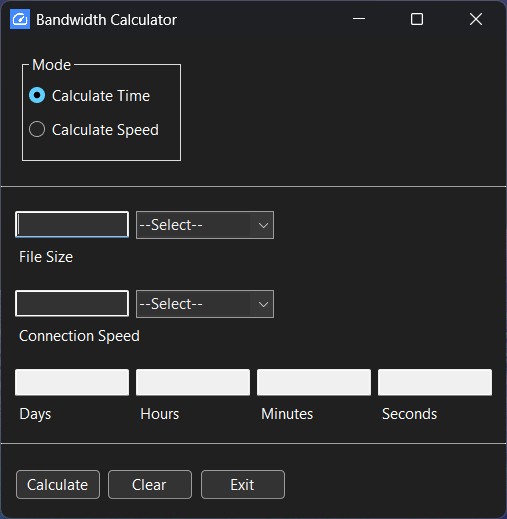 Bandwidth Calculator
Mode
Calculate Time
Calculate Speed
--Select--
File Size
--Select--
Connection Speed
Days Hours Minutes Seconds
Calculate Clear Exit